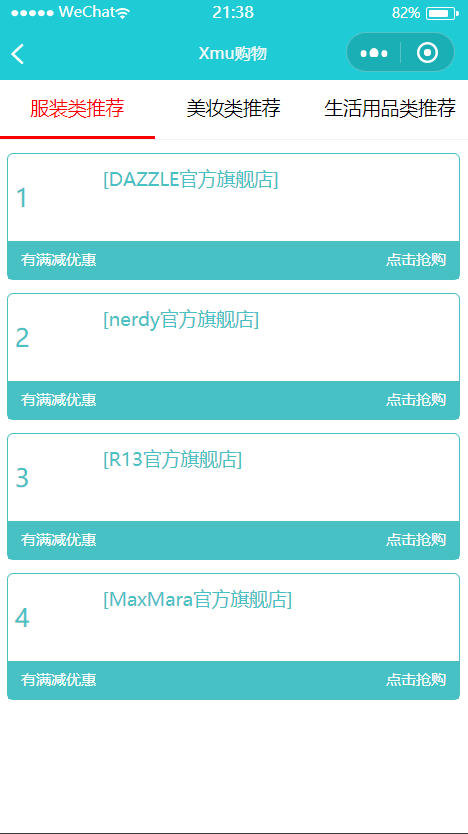 WeChat 21:38 82%
Xmu购物
服装类推荐 美妆类推荐 生活用品类推荐
1 [DAZZLE官方旗舰店]
有满减优惠 点击抢购
2 [nerdy官方旗舰店]
有满减优惠 点击抢购
3 [R13官方旗舰店]
有满减优惠 点击抢购
4 [MaxMara官方旗舰店]
有满减优惠 点击抢购